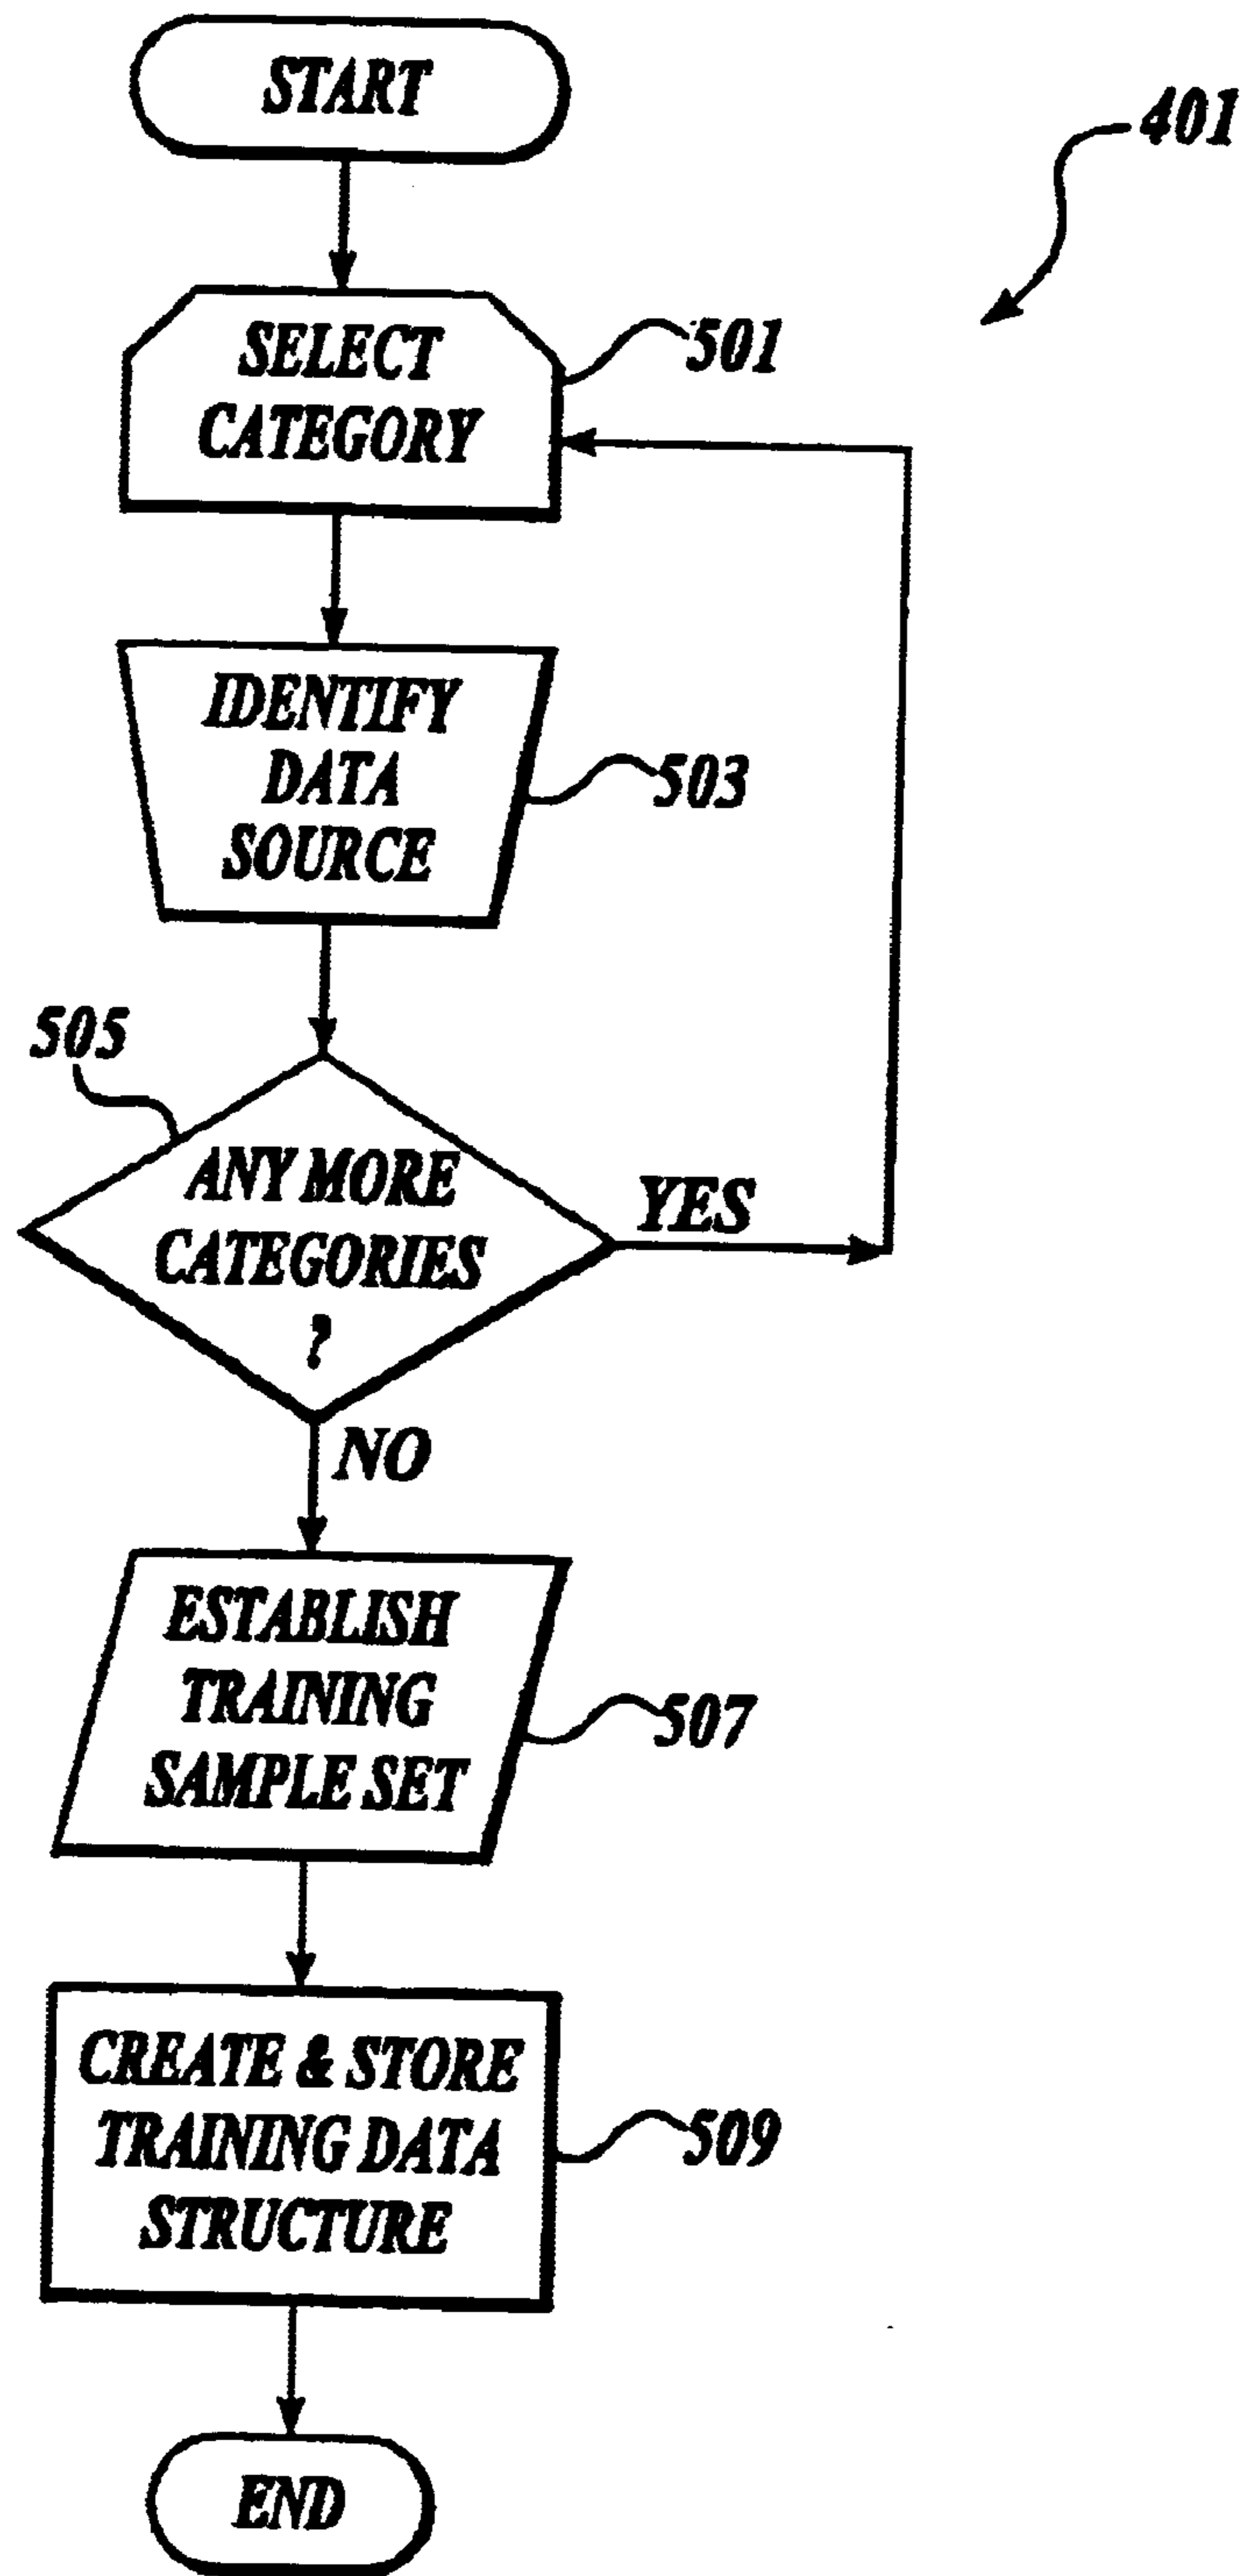 START
401
SELECT
CATEGORY
501
IDENTIFY
DATA
SOURCE
503
505
ANY MORE
CATEGORIES
?
YES
NO
ESTABLISH
TRAINING
SAMPLE SET
507
CREATE & STORE
TRAINING DATA
STRUCTURE
509
END